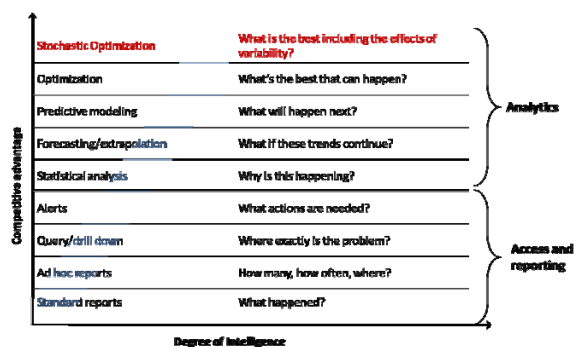 Stochastic Optimization What is the best including the effects of
variability?
Optimization What's the best that can happen?
Predictive modeling What will happen next?
Forecasting/extrapolation What if these trends continue?
Statistical analysis Why is this happening?
Analytics
Alerts What actions are needed?
Query/drill down Where exactly is the problem?
Ad hoc reports How many, how often, where?
Standard reports What happened?
Access and
reporting
Competitive advantage
Degree of Intelligence